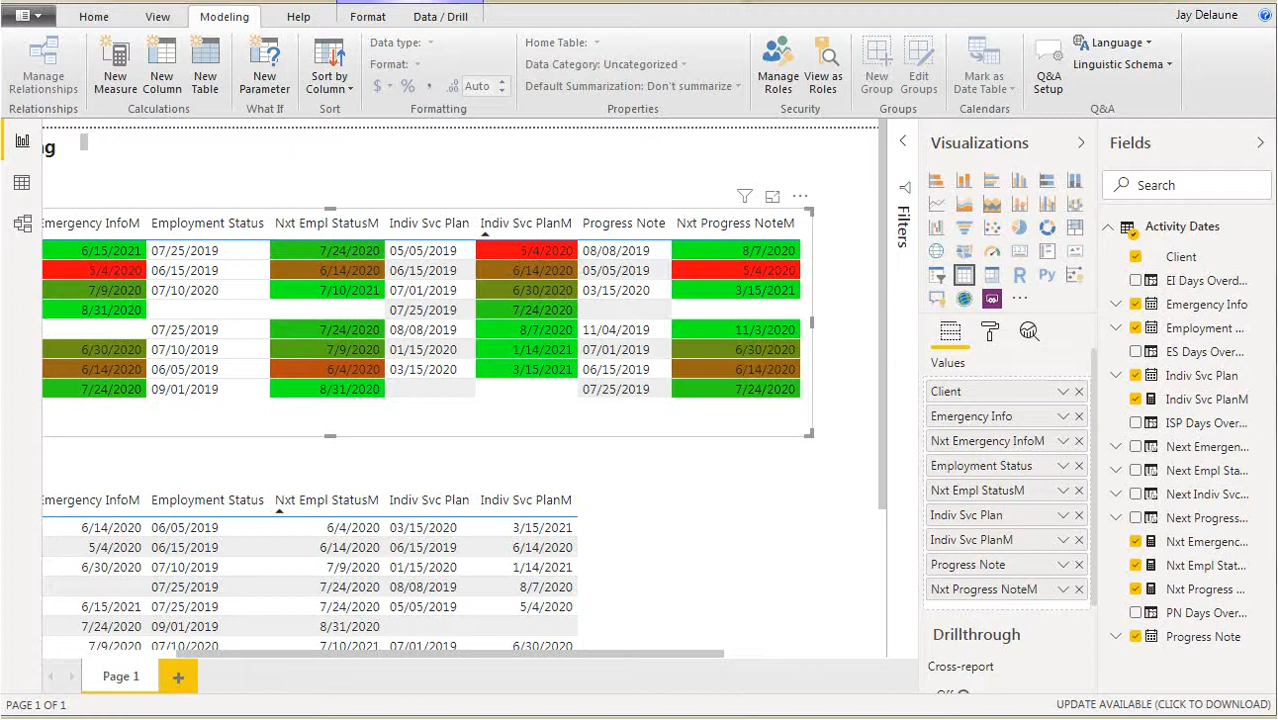 Jay Delaune
Home View Modeling Help Format Data / Drill
Manage Relationships
New Measure
New Column
New Table
New Parameter
Sort by Column
Data type:
Format:
$ % , .00 Auto
Home Table:
Data Category: Uncategorized
Default Summarization: Don't summarize
Manage Roles
View as Roles
New Group
Edit Groups
Mark as Date Table
Q&A Setup
Language
Linguistic Schema
Relationships Calculations What If Sort Formatting Properties Security Groups Calendars Q&A
ng
Emergency InfoM Employment Status Nxt Empl StatusM Indiv Svc Plan Indiv Svc PlanM Progress Note Nxt Progress NoteM
6/15/2021 07/25/2019 7/24/2020 05/05/2019 5/4/2020 08/08/2019 8/7/2020
5/4/2020 06/15/2019 6/14/2020 06/15/2019 6/14/2020 05/05/2019 5/4/2020
7/9/2020 07/10/2020 7/10/2021 07/01/2019 6/30/2020 03/15/2020 3/15/2021
8/31/2020 07/25/2019 7/24/2020
07/25/2019 7/24/2020 08/08/2019 8/7/2020 11/04/2019 11/3/2020
6/30/2020 07/10/2019 7/9/2020 01/15/2020 1/14/2021 07/01/2019 6/30/2020
6/14/2020 06/05/2019 6/4/2020 03/15/2020 3/15/2021 06/15/2019 6/14/2020
7/24/2020 09/01/2019 8/31/2020 07/25/2019 7/24/2020
Emergency InfoM Employment Status Nxt Empl StatusM Indiv Svc Plan Indiv Svc PlanM
6/14/2020 06/05/2019 6/4/2020 03/15/2020 3/15/2021
5/4/2020 06/15/2019 6/14/2020 06/15/2019 6/14/2020
6/30/2020 07/10/2019 7/9/2020 01/15/2020 1/14/2021
07/25/2019 7/24/2020 08/08/2019 8/7/2020
6/15/2021 07/25/2019 7/24/2020 05/05/2019 5/4/2020
7/24/2020 09/01/2019 8/31/2020
7/9/2020 07/10/2020 7/10/2021 07/01/2019 6/30/2020
Filters
Visualizations
R Py
Values
Client
Emergency Info
Nxt Emergency InfoM
Employment Status
Nxt Empl StatusM
Indiv Svc Plan
Indiv Svc PlanM
Progress Note
Nxt Progress NoteM
Drillthrough
Cross-report
Off
Fields
Search
Activity Dates
Client
EI Days Overd...
Emergency Info
Employment ...
ES Days Over...
Indiv Svc Plan
Indiv Svc PlanM
ISP Days Over...
Next Emergen...
Next Empl Sta...
Next Indiv Svc...
Next Progress...
Nxt Emergenc...
Nxt Empl Stat...
Nxt Progress ...
PN Days Over...
Progress Note
Page 1
PAGE 1 OF 1
UPDATE AVAILABLE (CLICK TO DOWNLOAD)